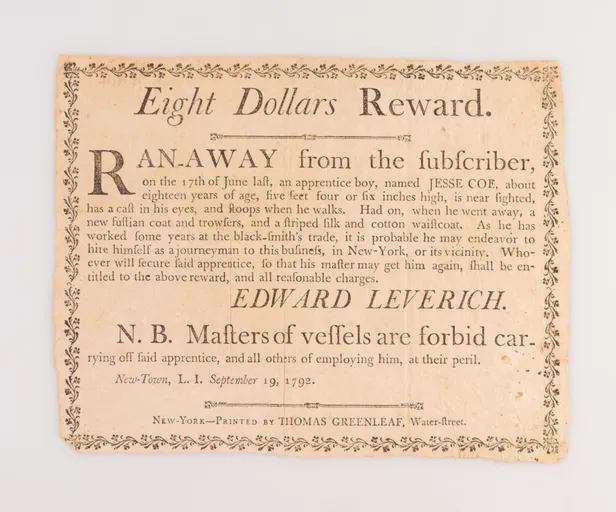 Eight Dollars Reward.
RAN-AWAY from the ſubſcriber,
on the 17th of June laſt, an apprentice boy, named JESSE COE, about
eighteen years of age, five feet four or ſix inches high, is near ſighted,
has a caſt in his eyes, and ſtoops when he walks. Had on, when he went away, a
new fuſtian coat and trowſers, and a ſtriped ſilk and cotton waiſtcoat. As he has
worked ſome years at the black-ſmith's trade, it is probable he may endeavor to
hire himſelf as a journeyman to this buſineſs, in New-York, or its vicinity. Who-
ever will ſecure ſaid apprentice, ſo that his maſter may get him again, ſhall be en-
titled to the above reward, and all reaſonable charges.
EDWARD LEVERICH.
N. B. Maſters of veſſels are forbid car-
rying off ſaid apprentice, and all others of employing him, at their peril.
New-Town, L. I. September 19, 1792.
NEW-YORK—PRINTED BY THOMAS GREENLEAF, Water-ſtreet.